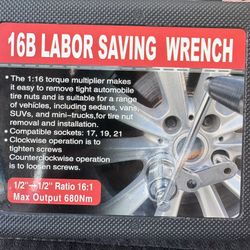 16B LABOR SAVING WRENCH
• The 1:16 torque multiplier makes
it easy to remove tight automobile
tire nuts and is suitable for a range
of vehicles, including sedans, vans,
SUVs, and mini-trucks,for tire nut
removal and installation.
• Compatible sockets: 17, 19, 21
• Clockwise operation is to
tighten screws
Counterclockwise operation
is to loosen screws.
1/2"—1/2" Ratio 16:1
Max Output 680Nm